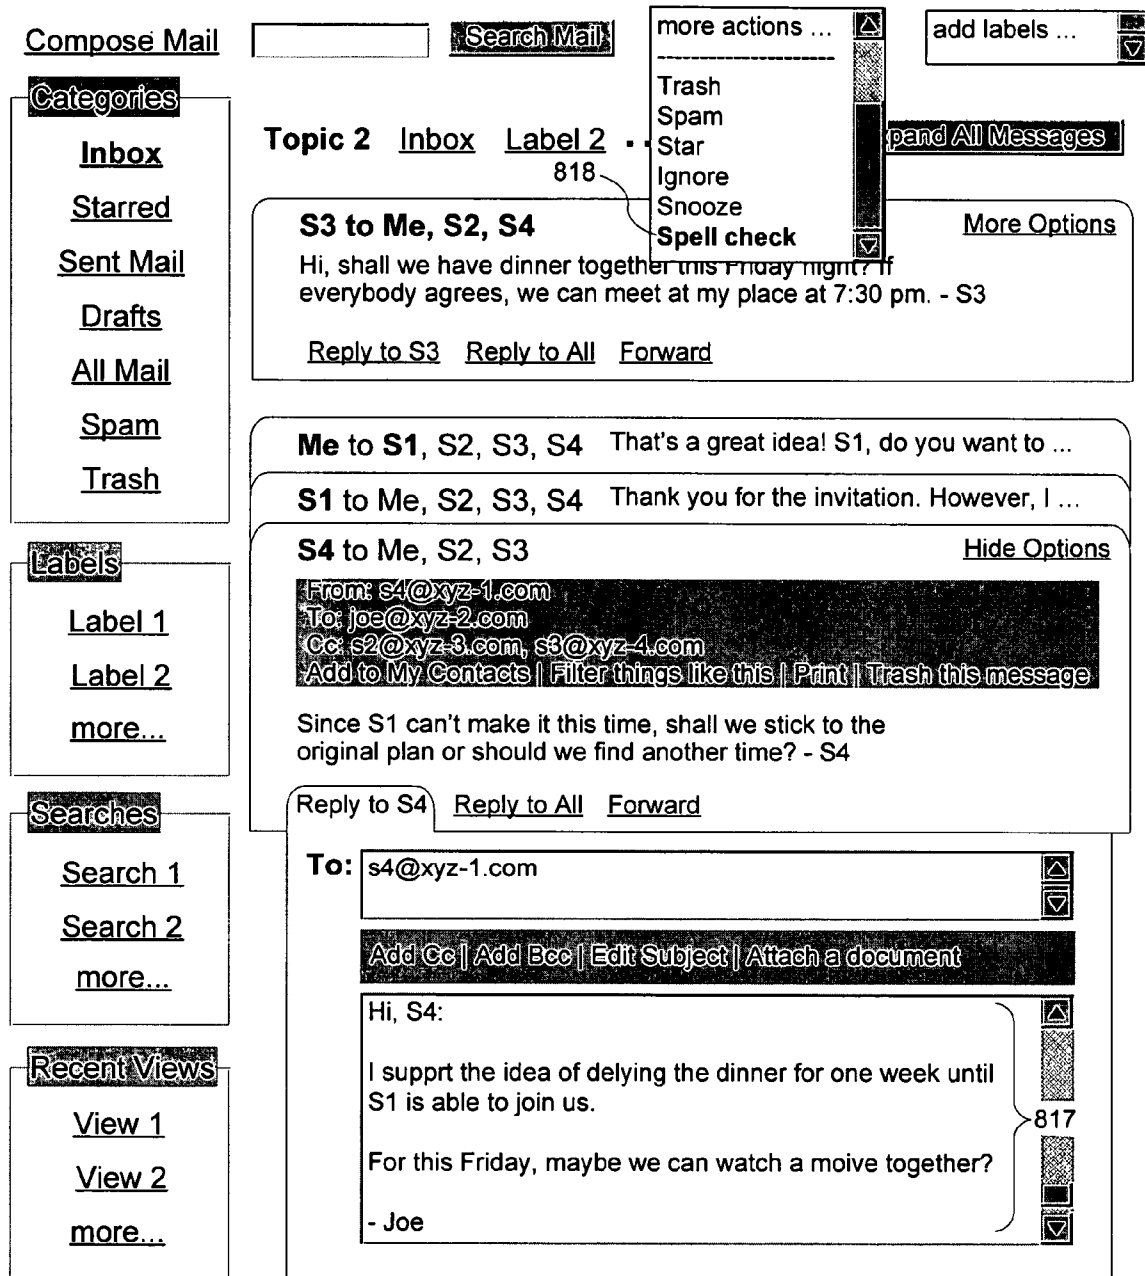 Compose Mail
Search Mail
more actions ...
--------------------
Trash
Spam
Star
Ignore
Snooze
Spell check
add labels ...
Categories
Inbox
Starred
Sent Mail
Drafts
All Mail
Spam
Trash
Labels
Label 1
Label 2
more...
Searches
Search 1
Search 2
more...
Recent Views
View 1
View 2
more...
Topic 2 Inbox Label 2
pand All Messages
818
S3 to Me, S2, S4 More Options
Hi, shall we have dinner together this Friday night? If
everybody agrees, we can meet at my place at 7:30 pm. - S3
Reply to S3 Reply to All Forward
Me to S1, S2, S3, S4 That's a great idea! S1, do you want to ...
S1 to Me, S2, S3, S4 Thank you for the invitation. However, I ...
S4 to Me, S2, S3 Hide Options
From: s4@xyz-1.com
To: joe@xyz-2.com
Cc: s2@xyz-3.com, s3@xyz-4.com
Add to My Contacts | Filter things like this | Print | Trash this message
Since S1 can't make it this time, shall we stick to the
original plan or should we find another time? - S4
Reply to S4 Reply to All Forward
To: s4@xyz-1.com
Add Cc | Add Bcc | Edit Subject | Attach a document
Hi, S4:
I supprt the idea of delying the dinner for one week until
S1 is able to join us.
817
For this Friday, maybe we can watch a moive together?
- Joe